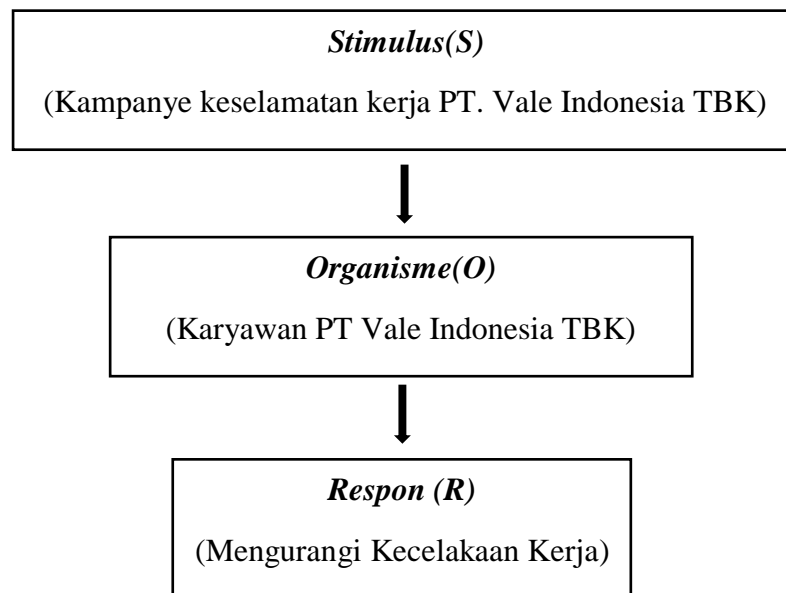 Stimulus(S)
(Kampanye keselamatan kerja PT. Vale Indonesia TBK)
Organisme(O)
(Karyawan PT Vale Indonesia TBK)
Respon (R)
(Mengurangi Kecelakaan Kerja)